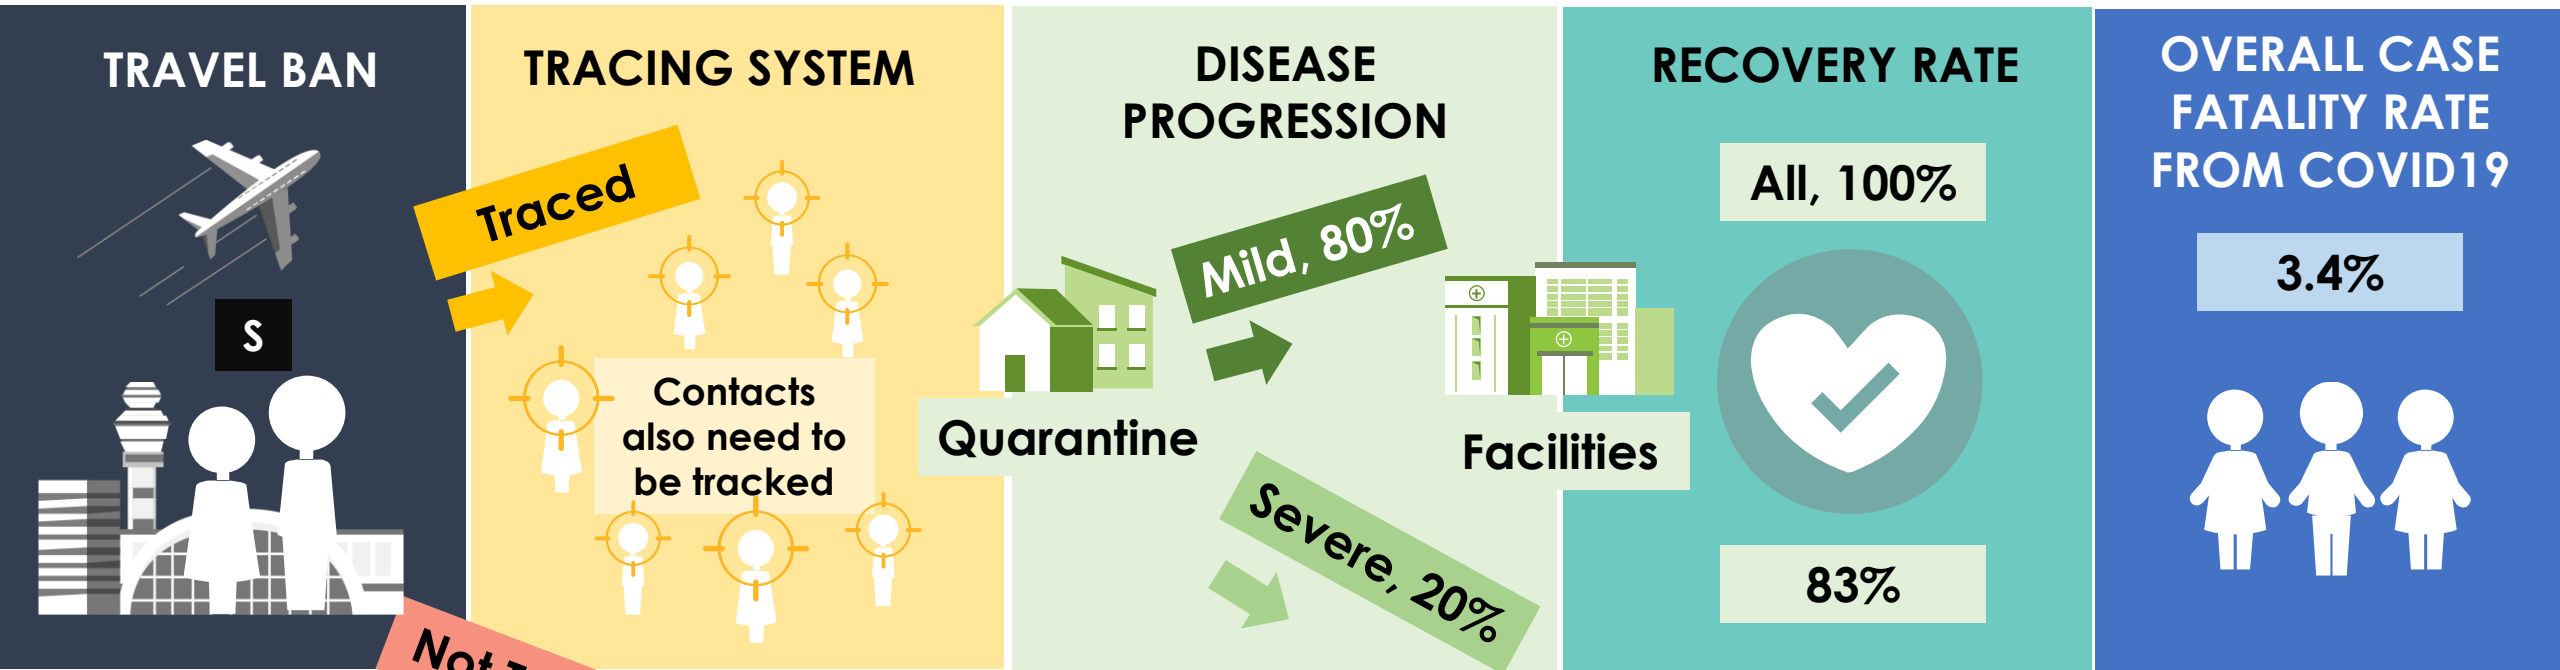 TRAVEL BAN
S
TRACING SYSTEM
Traced
Contacts
also need to
be tracked
Not
DISEASE
PROGRESSION
Quarantine
Mild, 80%
Severe, 20%
Facilities
RECOVERY RATE
All, 100%
83%
OVERALL CASE
FATALITY RATE
FROM COVID19
3.4%